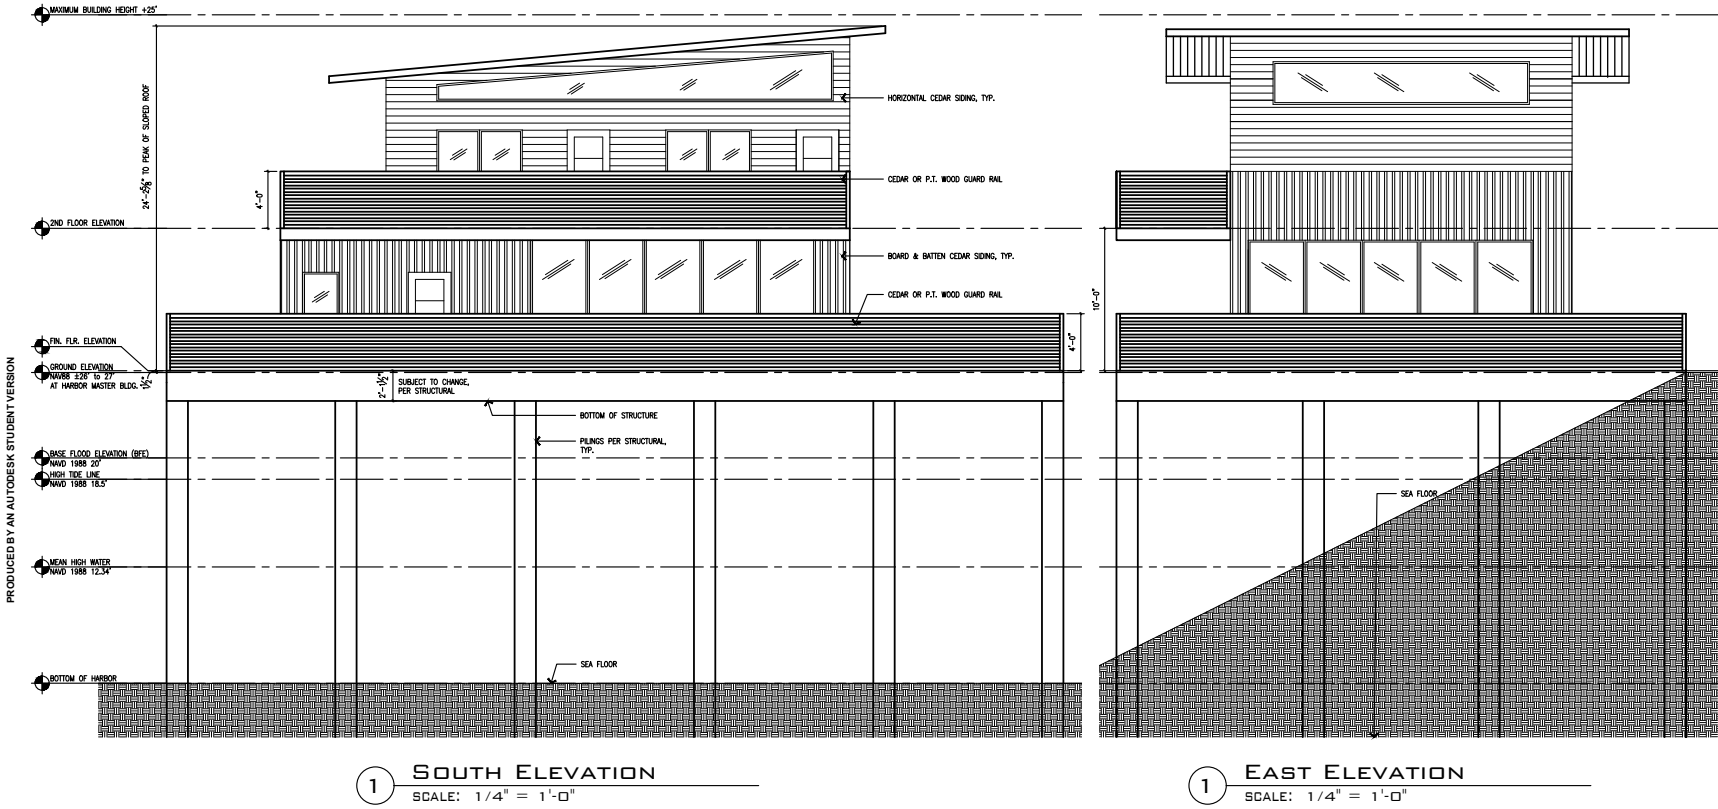 MAXIMUM BUILDING HEIGHT +25'
24'-2⅝" TO PEAK OF SLOPED ROOF
HORIZONTAL CEDAR SIDING, TYP.
CEDAR OR P.T. WOOD GUARD RAIL
4'-0"
2ND FLOOR ELEVATION
BOARD & BATTEN CEDAR SIDING, TYP.
CEDAR OR P.T. WOOD GUARD RAIL
10'-0"
4'-0"
FIN. FLR. ELEVATION
GROUND ELEVATION
NAV88 ±26' to 27'
AT HARBOR MASTER BLDG.
1½"
2'-1½"
SUBJECT TO CHANGE,
PER STRUCTURAL
BOTTOM OF STRUCTURE
PILINGS PER STRUCTURAL,
TYP.
BASE FLOOD ELEVATION (BFE)
NAVD 1988 20'
HIGH TIDE LINE
NAVD 1988 18.5'
SEA FLOOR
MEAN HIGH WATER
NAVD 1988 12.34'
SEA FLOOR
BOTTOM OF HARBOR
PRODUCED BY AN AUTODESK STUDENT VERSION
1 SOUTH ELEVATION
SCALE: 1/4" = 1'-0"
1 EAST ELEVATION
SCALE: 1/4" = 1'-0"